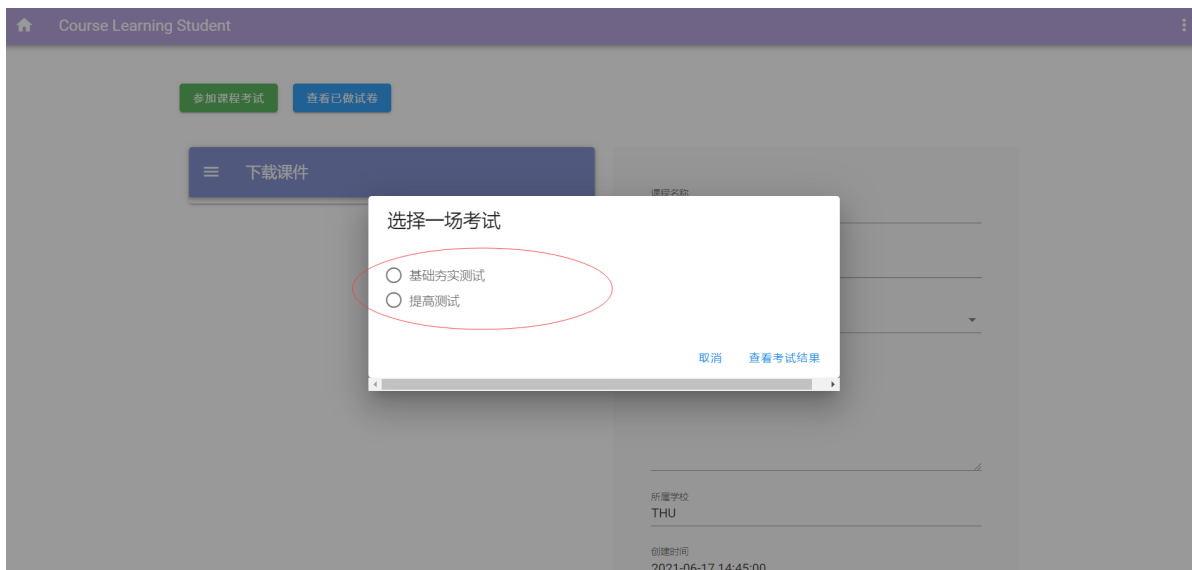 Course Learning Student
参加课程考试
查看已做试卷
下载课件
课程名称
选择一场考试
基础夯实测试
提高测试
取消
查看考试结果
所属学校
THU
创建时间
2021-06-17 14:45:00